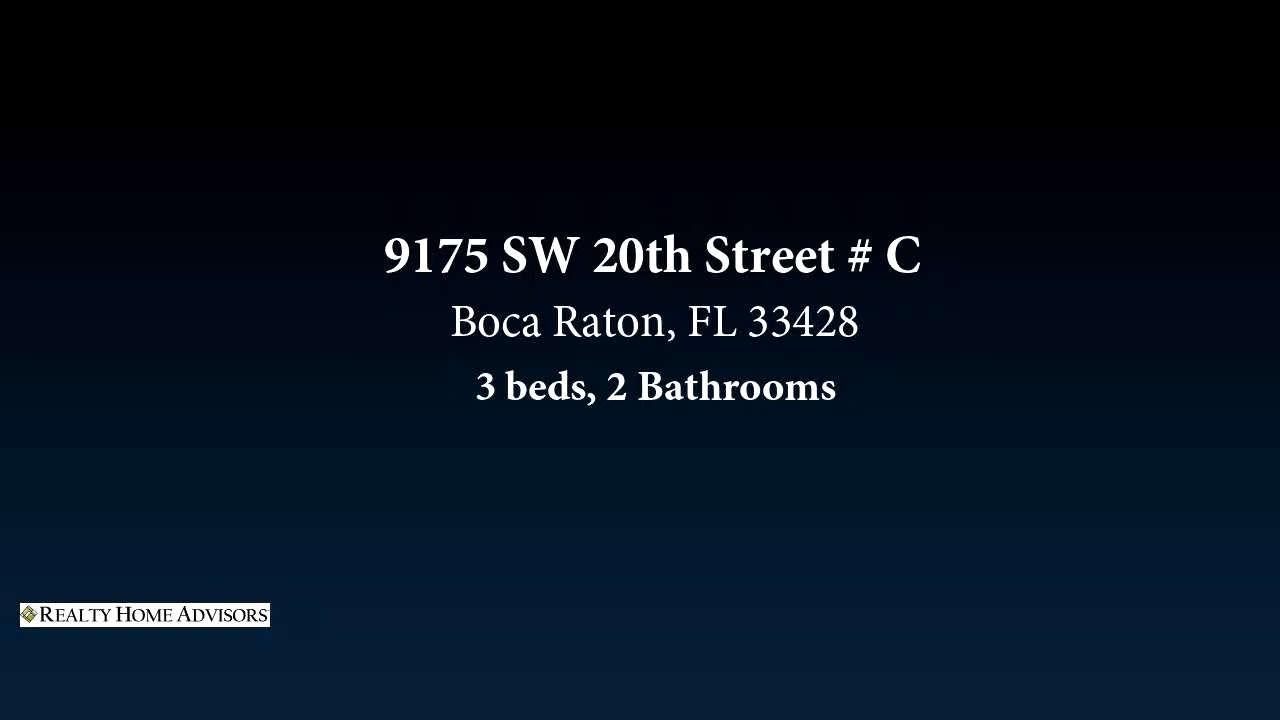 9175 SW 20th Street # C
Boca Raton, FL 33428
3 beds, 2 Bathrooms
REALTY HOME ADVISORS